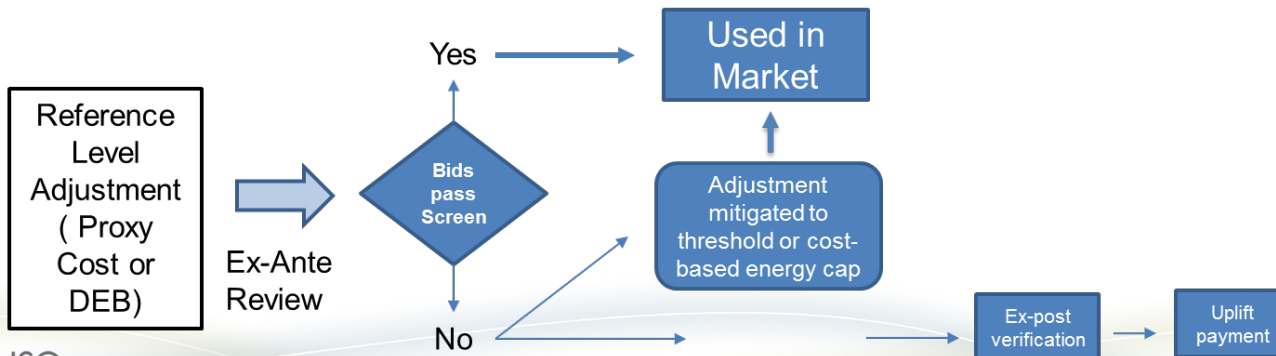 Reference
Level
Adjustment
( Proxy
Cost or
DEB)
Ex-Ante
Review
Bids
pass
Screen
Yes
Used in
Market
Adjustment
mitigated to
threshold or cost-
based energy cap
No
Ex-post
verification
Uplift
payment